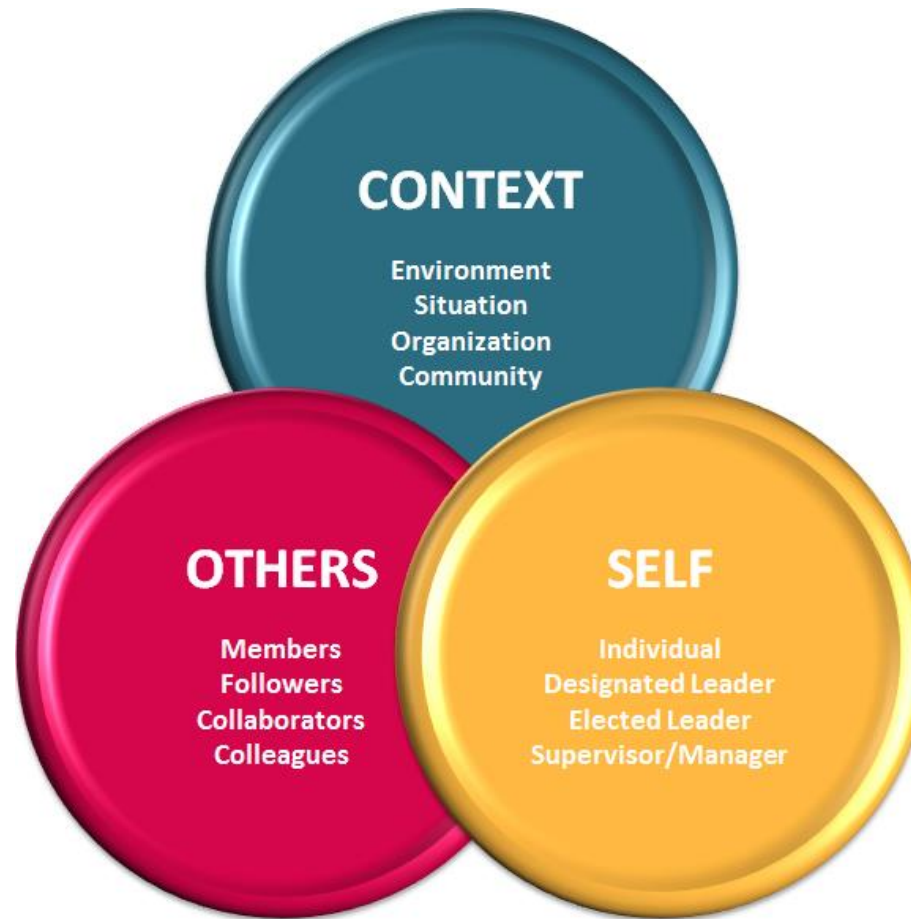 CONTEXT
Environment
Situation
Organization
Community
OTHERS
Members
Followers
Collaborators
Colleagues
SELF
Individual
Designated Leader
Elected Leader
Supervisor/Manager